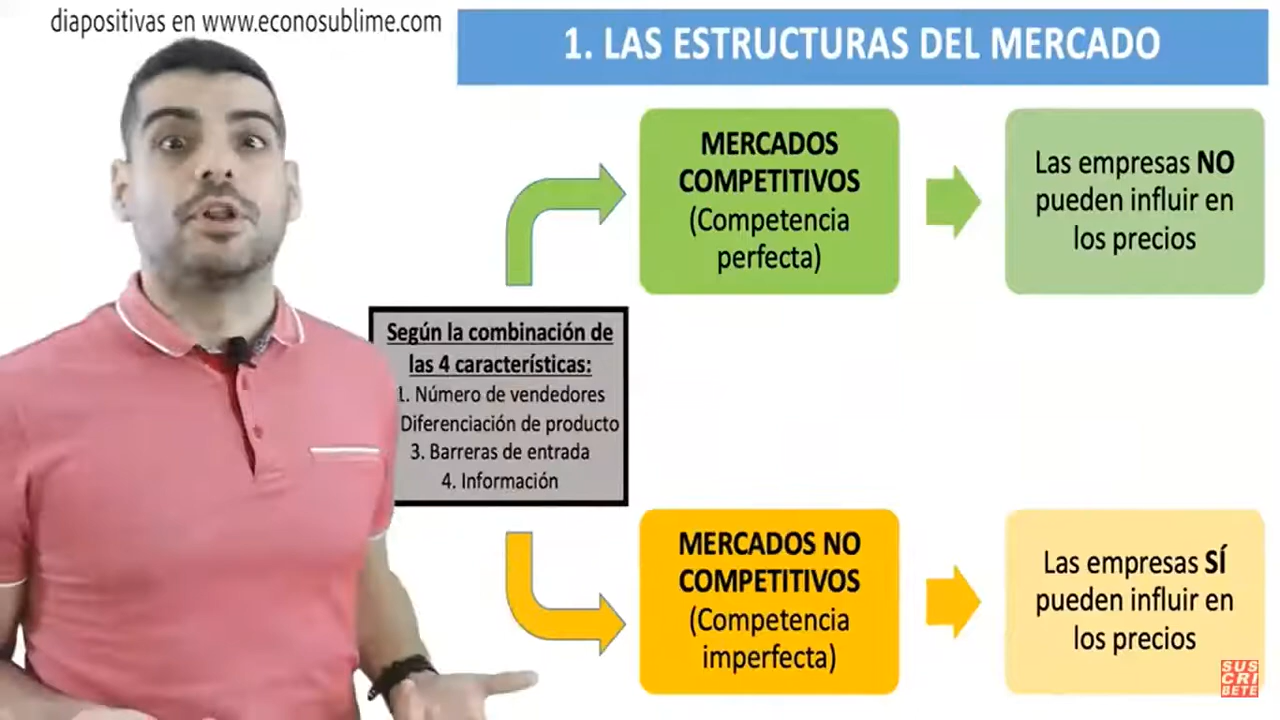 diapositivas en www.econosublime.com
1. LAS ESTRUCTURAS DEL MERCADO
MERCADOS
COMPETITIVOS
(Competencia
perfecta)
Las empresas NO
pueden influir en
los precios
Según la combinación de
las 4 características:
1. Número de vendedores
Diferenciación de producto
3. Barreras de entrada
4. Información
MERCADOS NO
COMPETITIVOS
(Competencia
imperfecta)
Las empresas SÍ
pueden influir en
los precios
SUS
CRI
BETE